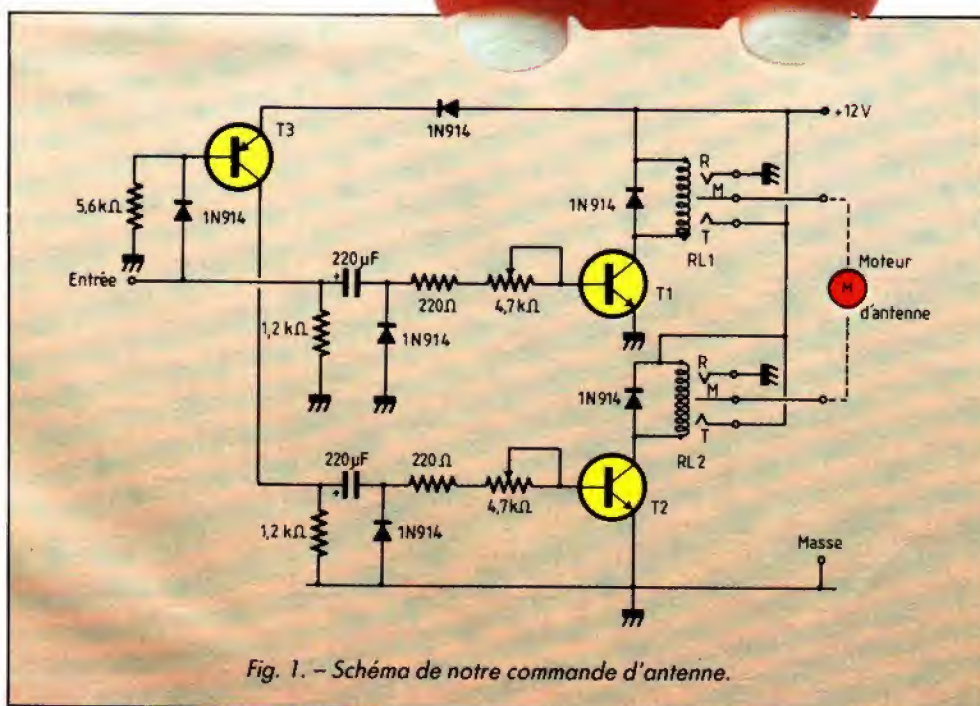 T3
1N914
+12V
5,6kΩ
1N914
1N914
R
M
T
RL1
Entrée
220µF
+
220Ω
4,7kΩ
T1
Moteur
M
d'antenne
1,2kΩ
1N914
R
M
T
RL2
1N914
220µF
+
220Ω
4,7kΩ
T2
1,2kΩ
1N914
Masse
Fig. 1. – Schéma de notre commande d'antenne.